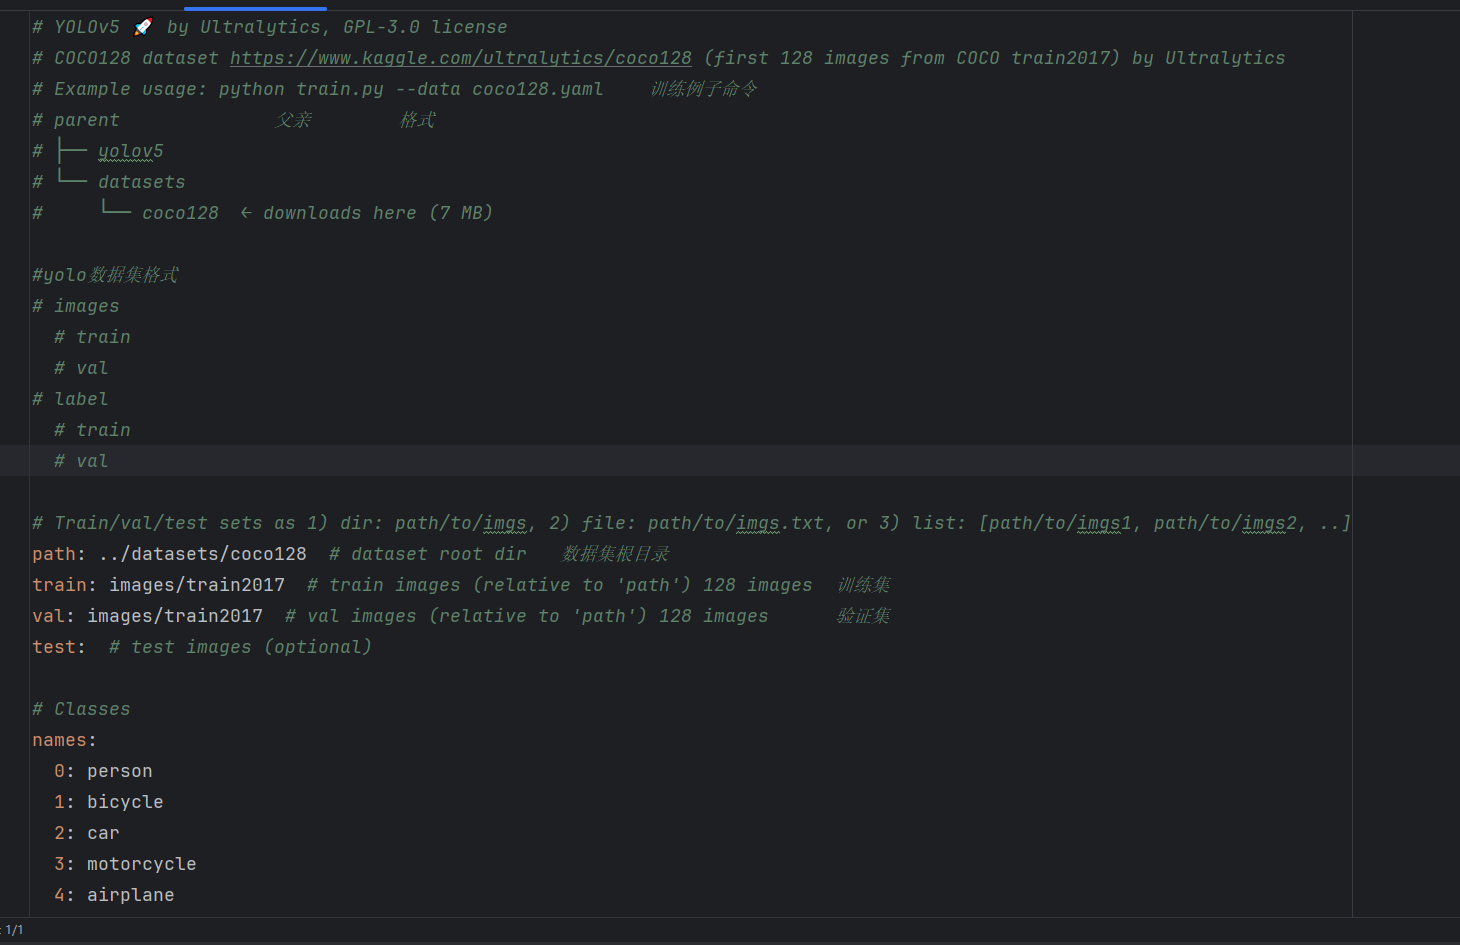 # YOLOv5 🚀 by Ultralytics, GPL-3.0 license
# COCO128 dataset https://www.kaggle.com/ultralytics/coco128 (first 128 images from COCO train2017) by Ultralytics
# Example usage: python train.py --data coco128.yaml    训练例子命令
# parent              父亲        格式
# ├── yolov5
# └── datasets
#     └── coco128  ← downloads here (7 MB)
#yolo数据集格式
# images
  # train
  # val
# label
  # train
  # val
# Train/val/test sets as 1) dir: path/to/imgs, 2) file: path/to/imgs.txt, or 3) list: [path/to/imgs1, path/to/imgs2, ..]
path: ../datasets/coco128  # dataset root dir   数据集根目录
train: images/train2017  # train images (relative to 'path') 128 images  训练集
val: images/train2017  # val images (relative to 'path') 128 images      验证集
test:  # test images (optional)
# Classes
names:
  0: person
  1: bicycle
  2: car
  3: motorcycle
  4: airplane
: 1/1